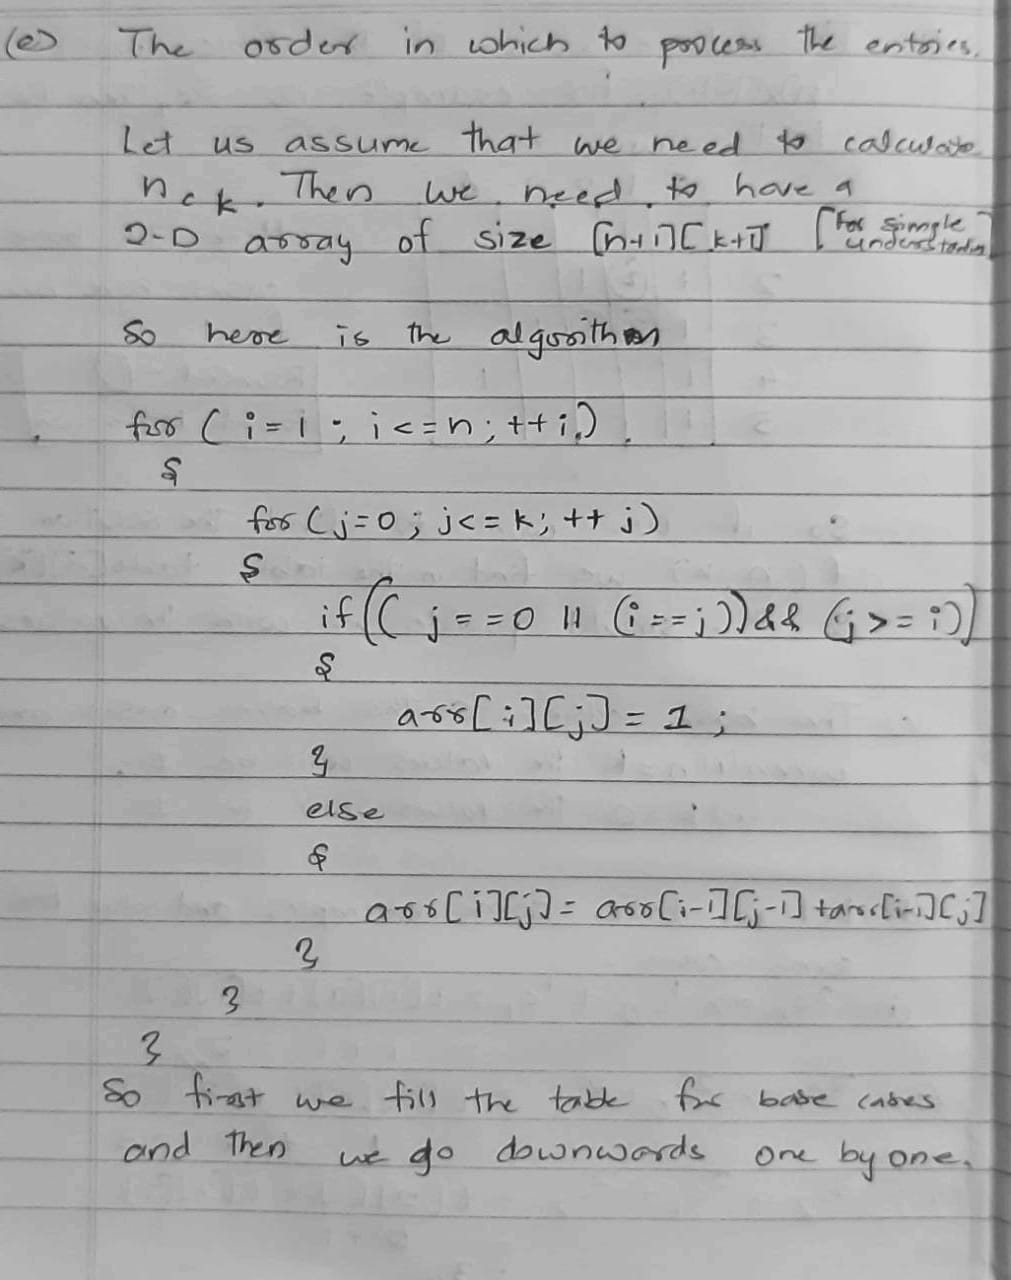 (e) The order in which to process the entries.
Let us assume that we need to calculate
nck. Then we need to have a
2-D array of size [n+1][k+1] [For simple understanding]
So here is the algorithm
for (i=1; i<=n; ++i)
{
for (j=0; j<=k; ++j)
{
if (( j==0 || (i==j)) && (j>=i))
{
arr[i][j] = 1;
}
else
{
arr[i][j] = arr[i-1][j-1] + arr[i-1][j]
}
}
}
So first we fill the table for base cases
and then we go downwards one by one.